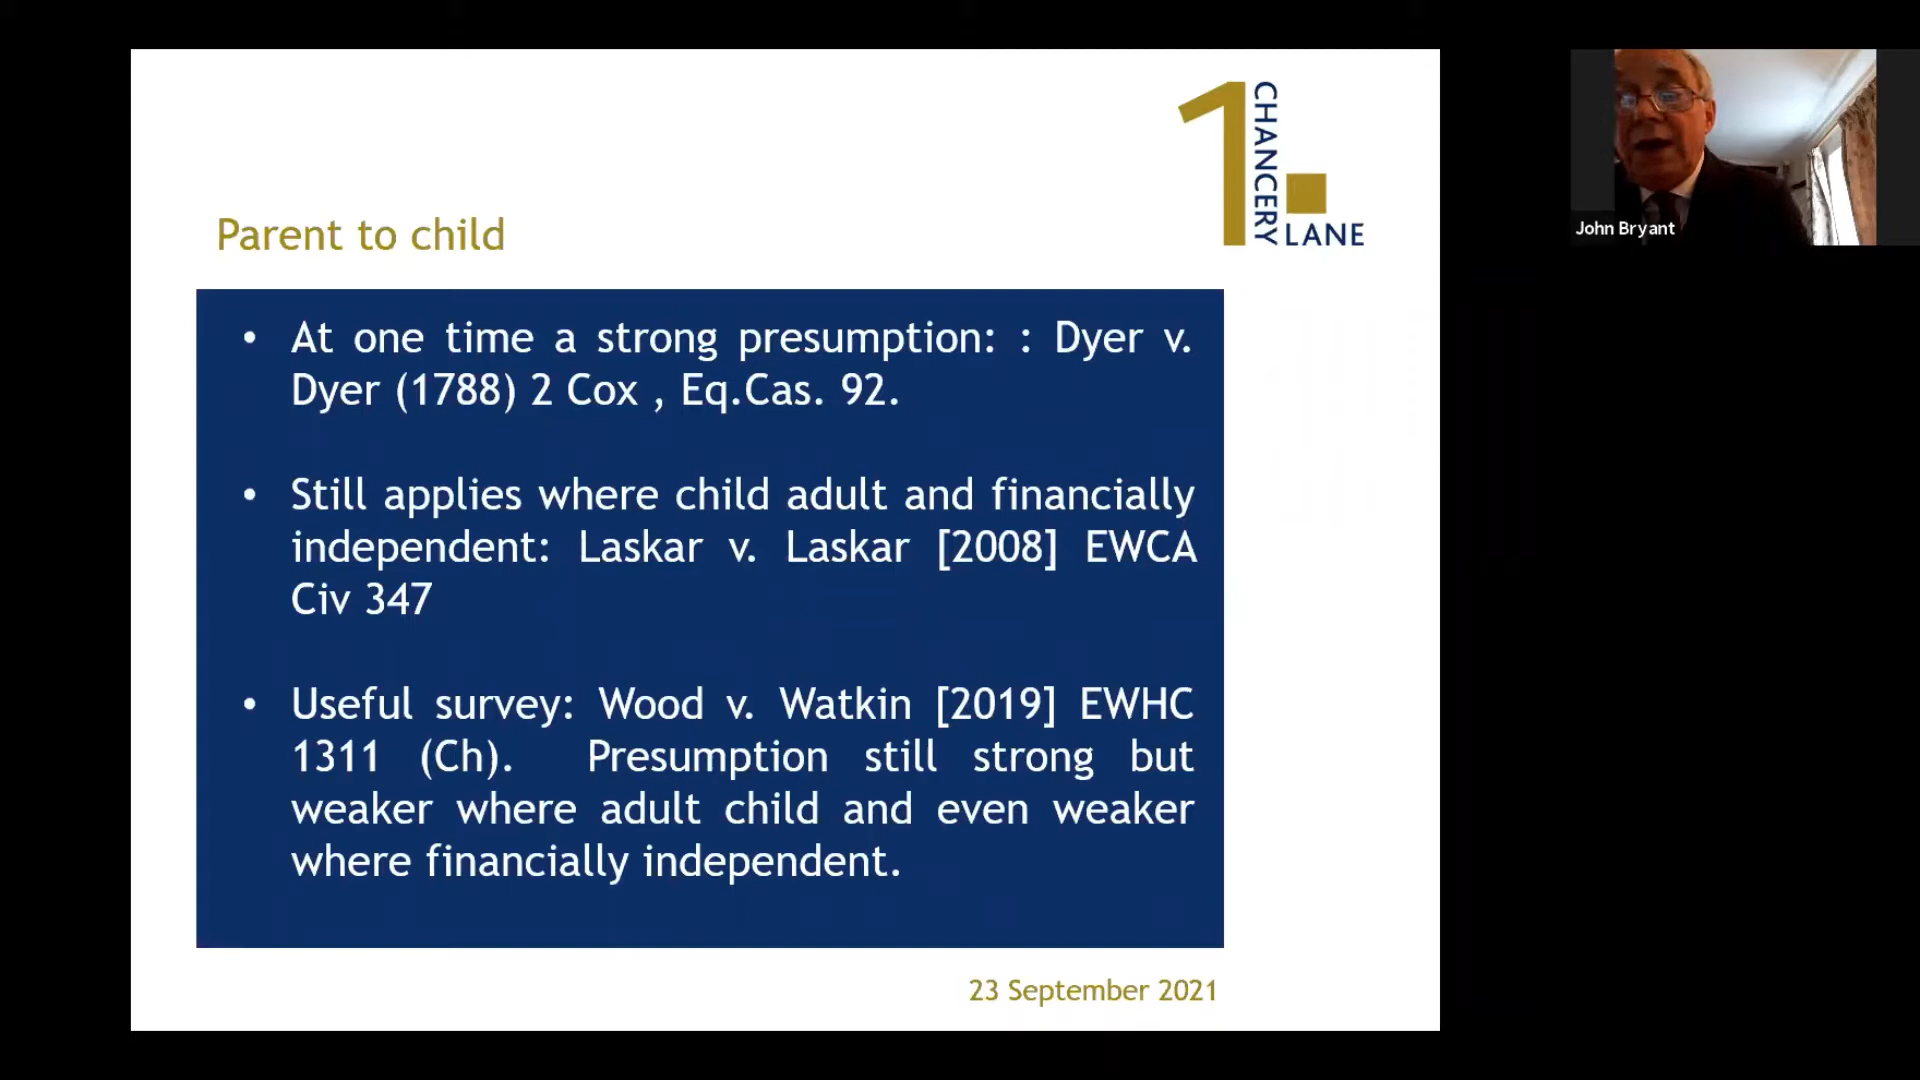 1 CHANCERY
LANE
John Bryant
Parent to child
• At one time a strong presumption: : Dyer v.
Dyer (1788) 2 Cox , Eq.Cas. 92.
• Still applies where child adult and financially
independent: Laskar v. Laskar [2008] EWCA
Civ 347
• Useful survey: Wood v. Watkin [2019] EWHC
1311 (Ch). Presumption still strong but
weaker where adult child and even weaker
where financially independent.
23 September 2021